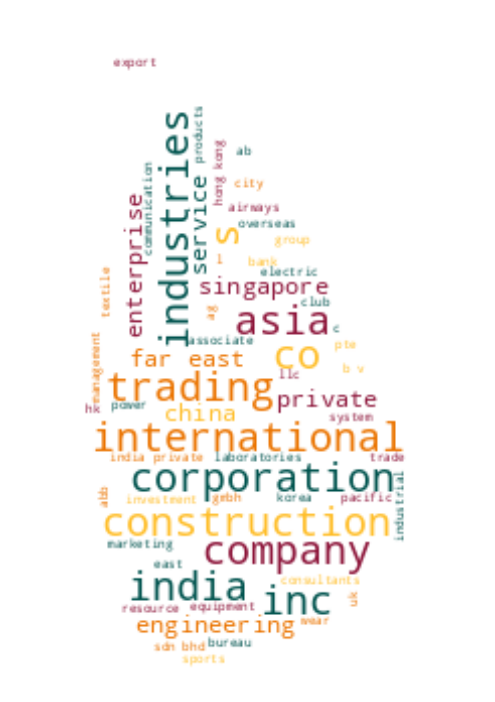 export
industries
products
ab
hong kong
communication
service
city
enterprise
airways
s
overseas
group
l
bank
electric
textile
singapore
club
ag
asia
c
associate
pte
co
far east
management
b v
llc
trading
private
hk
power
china
system
international
india private
laboratories
trade
corporation
industrial
abb
investment
gmbh
korea
pacific
construction
marketing
company
east
india
consultants
inc
uk
resource
equipment
engineering
wear
sdn bhd
bureau
sports